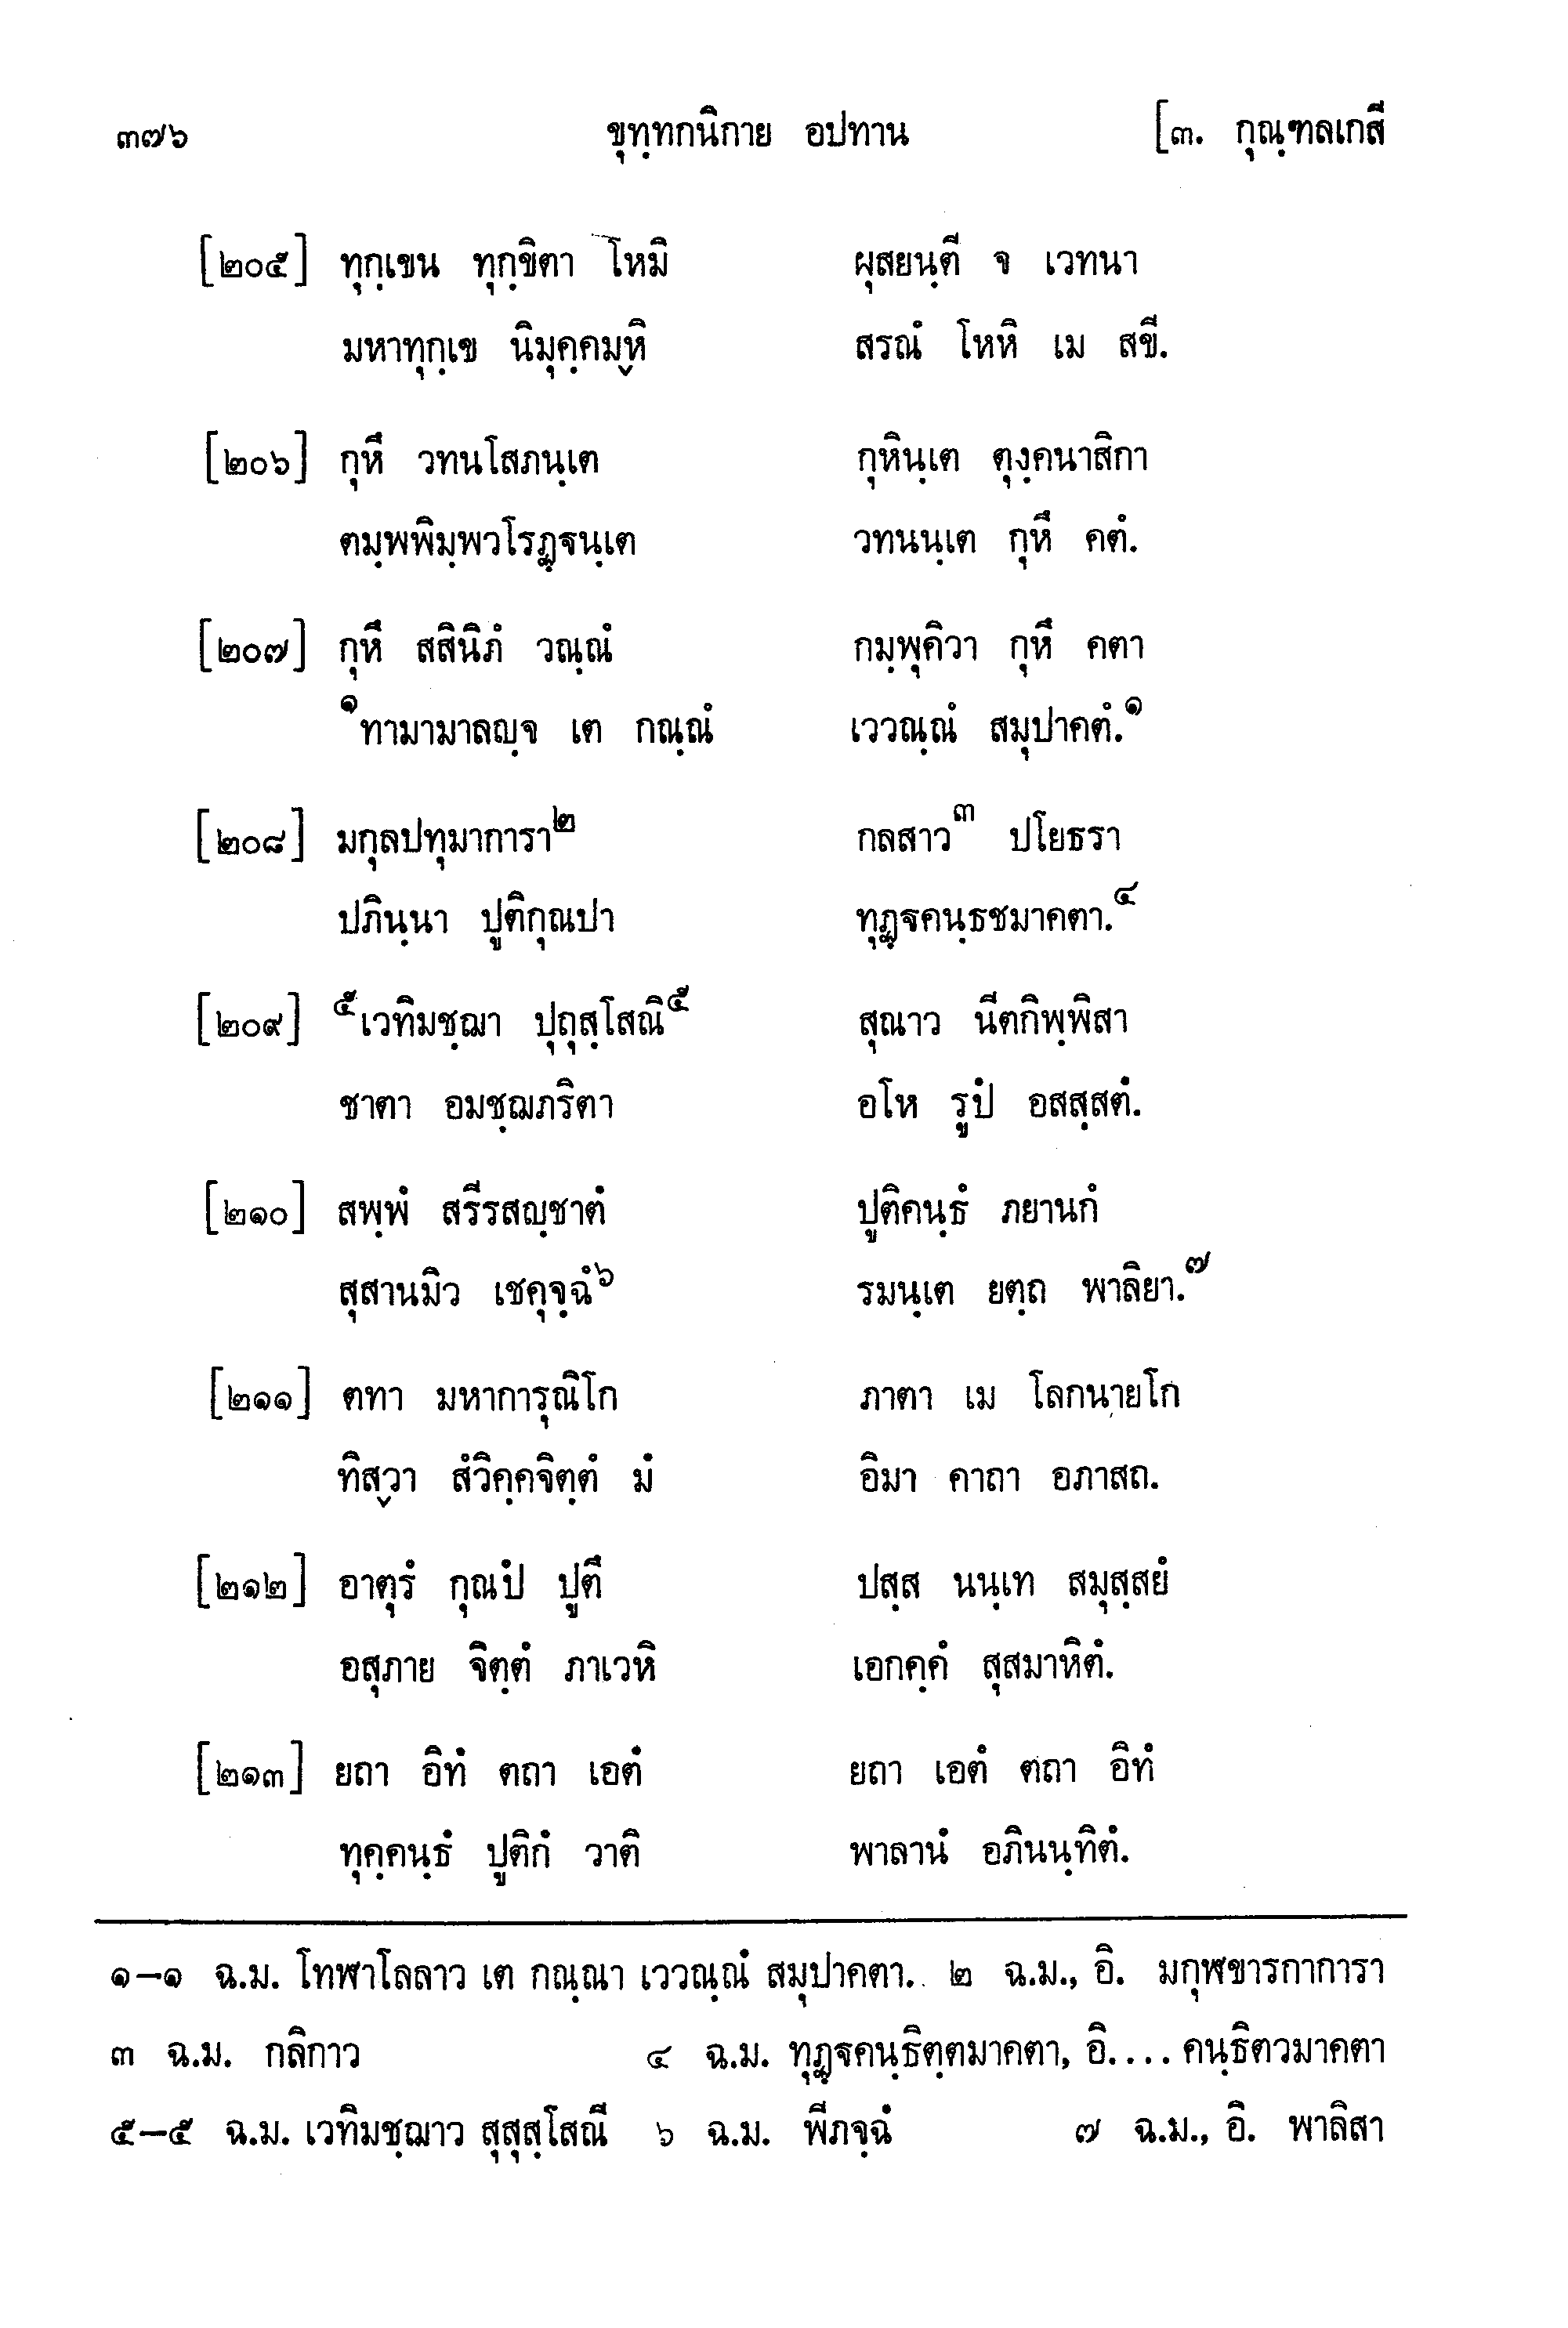 ๓๗๖ ขุทฺทกนิกาย อปทาน [๓. กุณฺฑลเกสี
[๒๐๕] ทุกฺเขน ทุกฺขิตา โหมิ ผุสยนฺตี จ เวทนา
มหาทุกฺเข นิมุคฺคมฺหิ สรณํ โหหิ เม สขี.
[๒๐๖] กุหึ วทนโสภนฺเต กุหินฺเต ตุงฺคนาสิกา
ตมฺพพิมฺพวโรฏฺฐนฺเต วทนนฺเต กุหึ คตํ.
[๒๐๗] กุหึ สสินิภํ วณฺณํ กมฺพุคิวา กุหึ คตา
๑ทามามาลญฺจ เต กณฺณํ เววณฺณํ สมุปาคตํ.๑
[๒๐๘] มกุลปทุมาการา๒ กลสาว๓ ปโยธรา
ปภินฺนา ปูติกุณปา ทุฏฺฐคนฺธชมาคตา.๔
[๒๐๙] ๕เวทิมชฺฌา ปุถุสฺโสณิ๕ สุณาว นีตกิพฺพิสา
ชาตา อมชฺฌภริตา อโห รูปํ อสสฺสตํ.
[๒๑๐] สพฺพํ สรีรสญฺชาตํ ปูติคนฺธํ ภยานกํ
สุสานมิว เชคุจฺฉํ๖ รมนฺเต ยตฺถ พาลิยา.๗
[๒๑๑] ตทา มหาการุณิโก ภาตา เม โลกนายโก
ทิสฺวา สํวิคฺคจิตฺตํ มํ อิมา คาถา อภาสถ.
[๒๑๒] อาตุรํ กุณปํ ปูตึ ปสฺส นนฺเท สมุสฺสยํ
อสุภาย จิตฺตํ ภาเวหิ เอกคฺคํ สุสมาหิตํ.
[๒๑๓] ยถา อิทํ ตถา เอตํ ยถา เอตํ ตถา อิทํ
ทุคฺคนฺธํ ปูติกํ วาติ พาลานํ อภินนฺทิตํ.
๑–๑ ฉ.ม. โทฬาโลลาว เต กณฺณา เววณฺณํ สมุปาคตา. ๒ ฉ.ม., อิ. มกุฬขารกาการา
๓ ฉ.ม. กลิกาว ๔ ฉ.ม. ทุฏฺฐคนฺธิตฺตมาคตา, อิ.... คนฺธิตวมาคตา
๕–๕ ฉ.ม. เวทิมชฺฌาว สุสุสฺโสณี ๖ ฉ.ม. พีภจฺฉํ ๗ ฉ.ม., อิ. พาลิสา